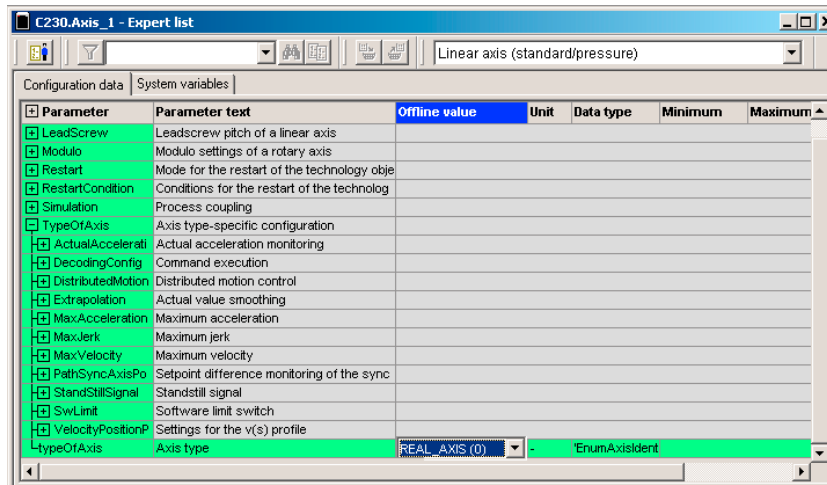 C230.Axis_1 - Expert list
Linear axis (standard/pressure)
Configuration data System variables
Parameter Parameter text Offline value Unit Data type Minimum Maximum
LeadScrew Leadscrew pitch of a linear axis
Modulo Modulo settings of a rotary axis
Restart Mode for the restart of the technology obje
RestartCondition Conditions for the restart of the technolog
Simulation Process coupling
TypeOfAxis Axis type-specific configuration
ActualAccelerati Actual acceleration monitoring
DecodingConfig Command execution
DistributedMotion Distributed motion control
Extrapolation Actual value smoothing
MaxAcceleration Maximum acceleration
MaxJerk Maximum jerk
MaxVelocity Maximum velocity
PathSyncAxisPo Setpoint difference monitoring of the sync
StandStillSignal Standstill signal
SwLimit Software limit switch
VelocityPositionP Settings for the v(s) profile
typeOfAxis Axis type REAL_AXIS (0) - 'EnumAxisIdent